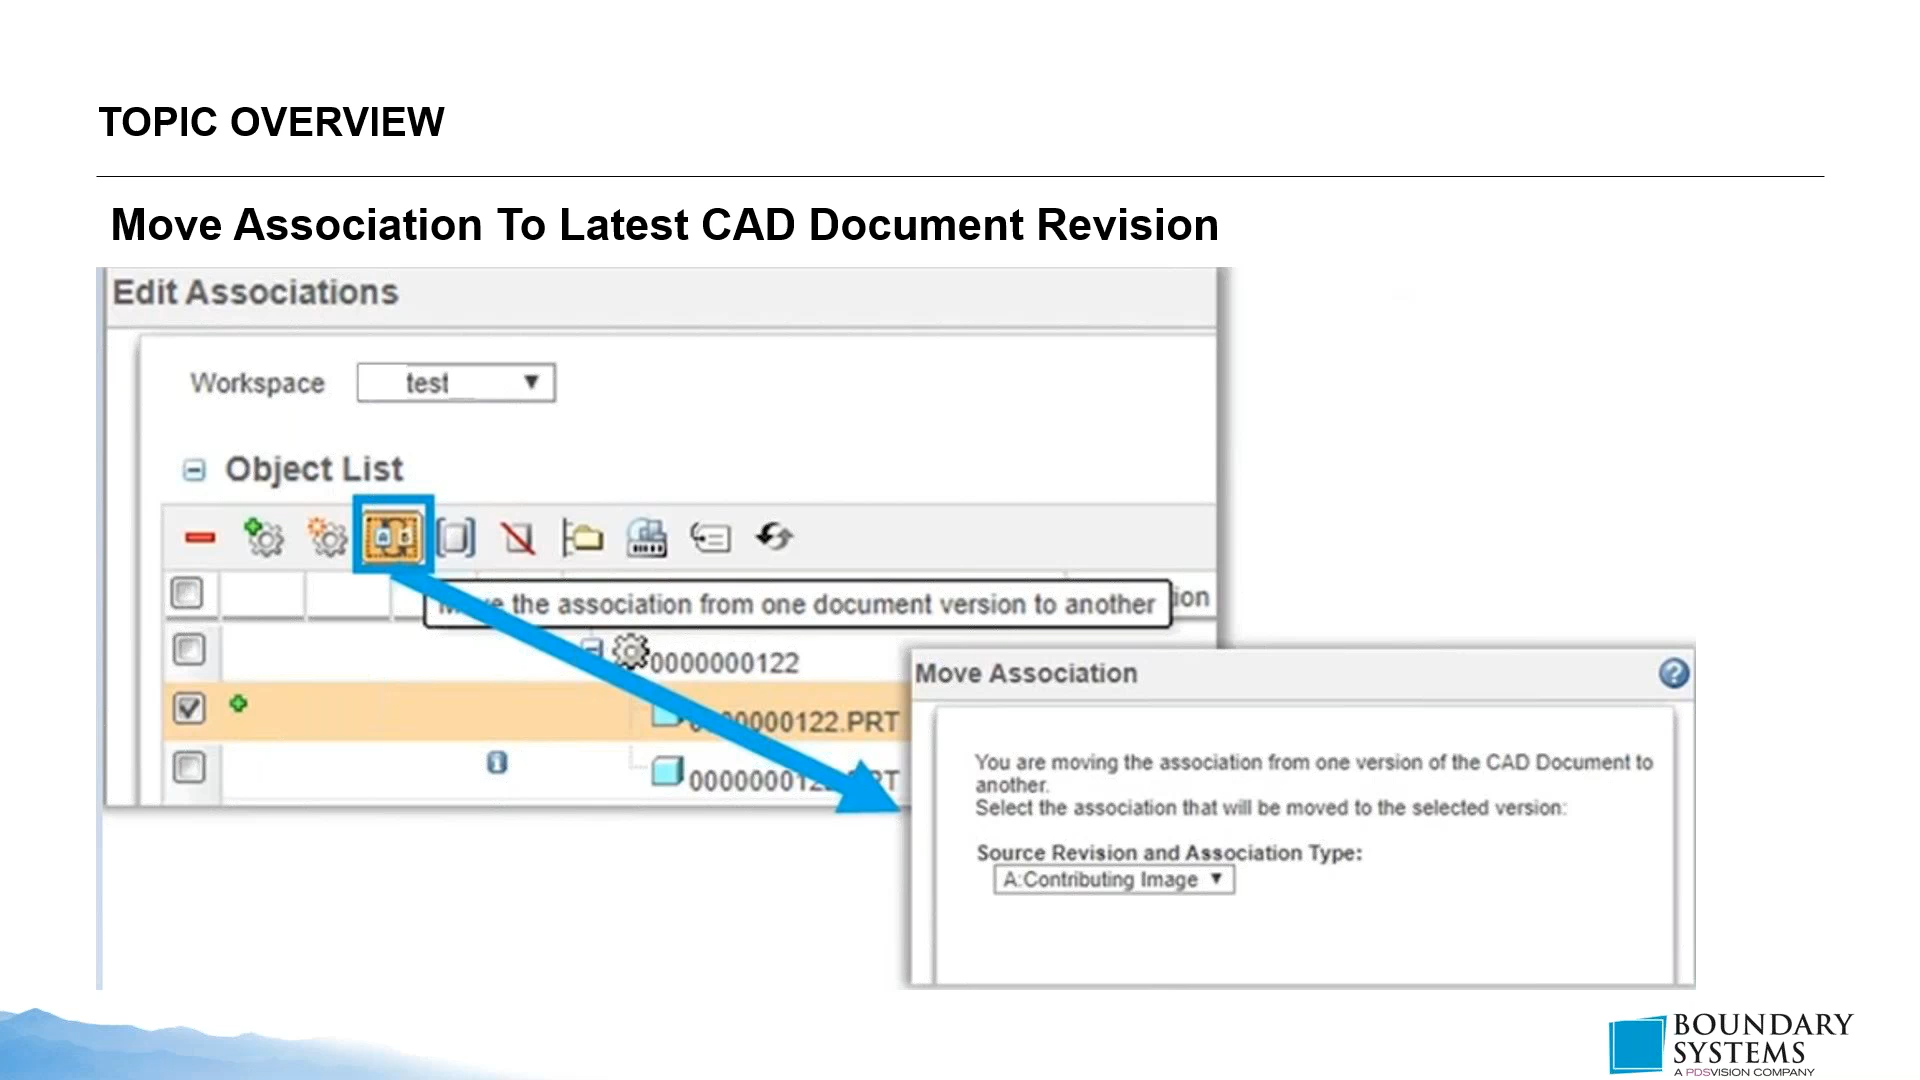 TOPIC OVERVIEW
Move Association To Latest CAD Document Revision
Edit Associations
Workspace
test
Object List
the association from one document version to another
0000000122
000000122.PRT
Move Association
You are moving the association from one version of the CAD Document to
another.
Select the association that will be moved to the selected version:
Source Revision and Association Type:
A:Contributing Image
BOUNDARY
SYSTEMS
A PDSVISION COMPANY